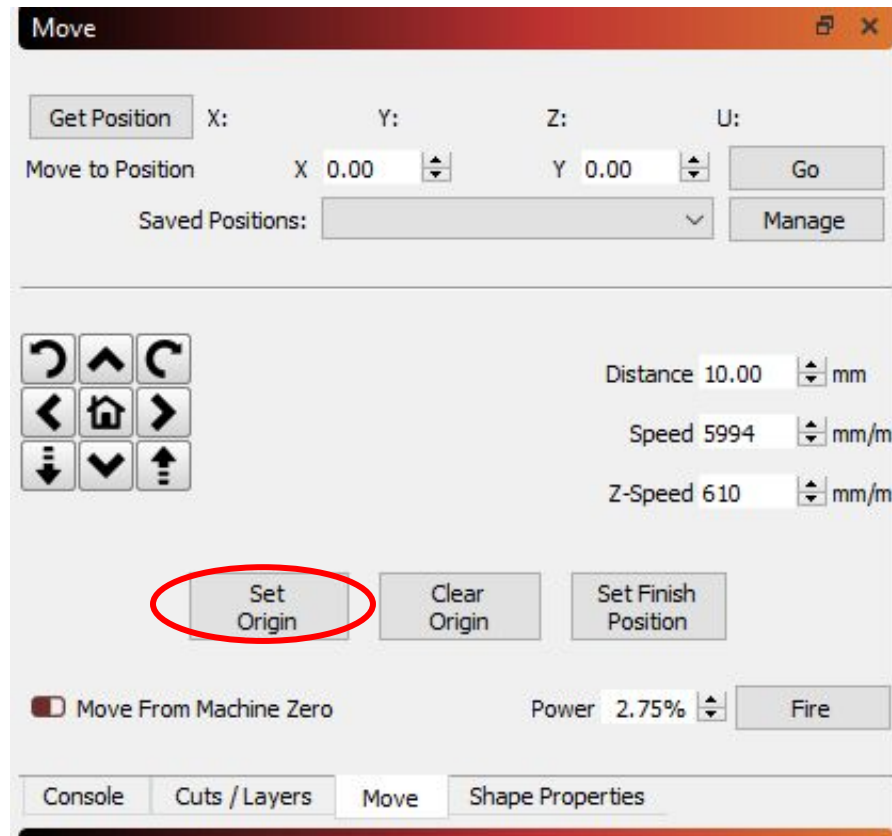 Move
Get Position X: Y: Z: U:
Move to Position X 0.00 Y 0.00 Go
Saved Positions: Manage
Distance 10.00 mm
Speed 5994 mm/m
Z-Speed 610 mm/m
Set Clear Set Finish
Origin Origin Position
Move From Machine Zero Power 2.75% Fire
Console Cuts / Layers Move Shape Properties